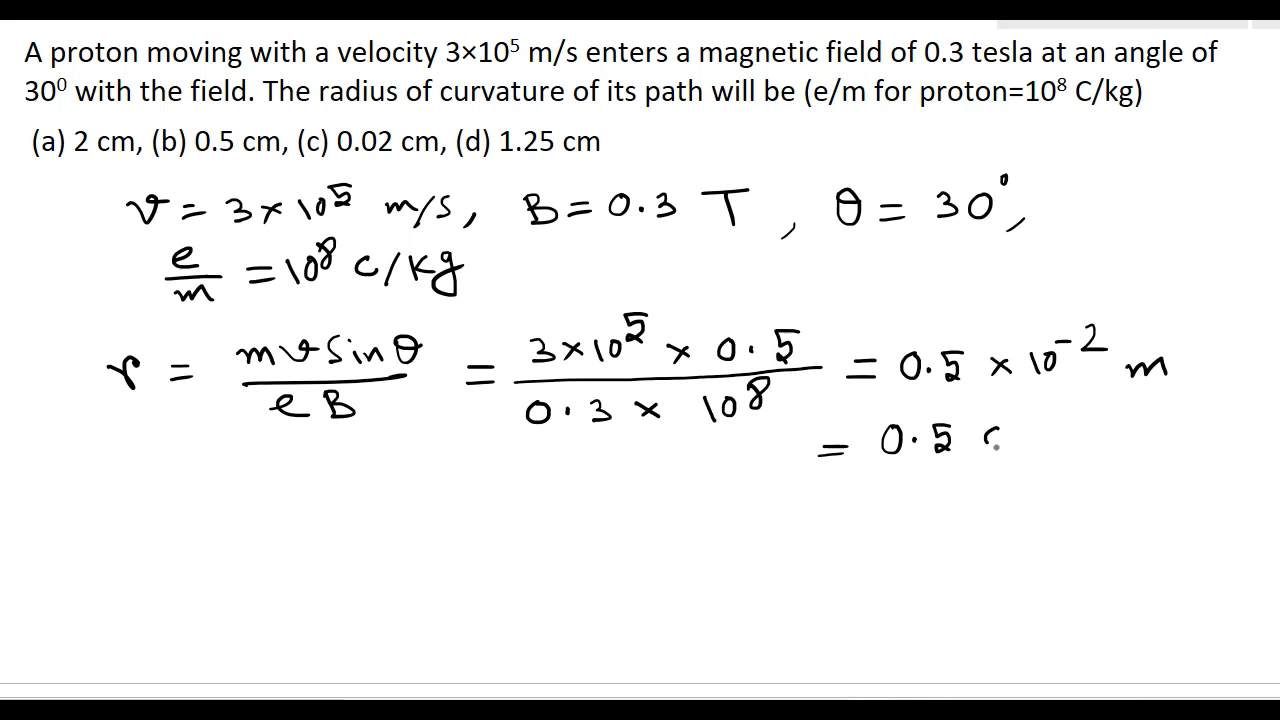 A proton moving with a velocity 3×10⁵ m/s enters a magnetic field of 0.3 tesla at an angle of
30⁰ with the field. The radius of curvature of its path will be (e/m for proton=10⁸ C/kg)
(a) 2 cm, (b) 0.5 cm, (c) 0.02 cm, (d) 1.25 cm
v = 3 × 10⁵ m/s, B = 0.3 T, θ = 30°,
e/m = 10⁸ C/kg
r = mv sinθ / eB = 3×10⁵ × 0.5 / 0.3 × 10⁸ = 0.5 × 10⁻² m
= 0.5 c